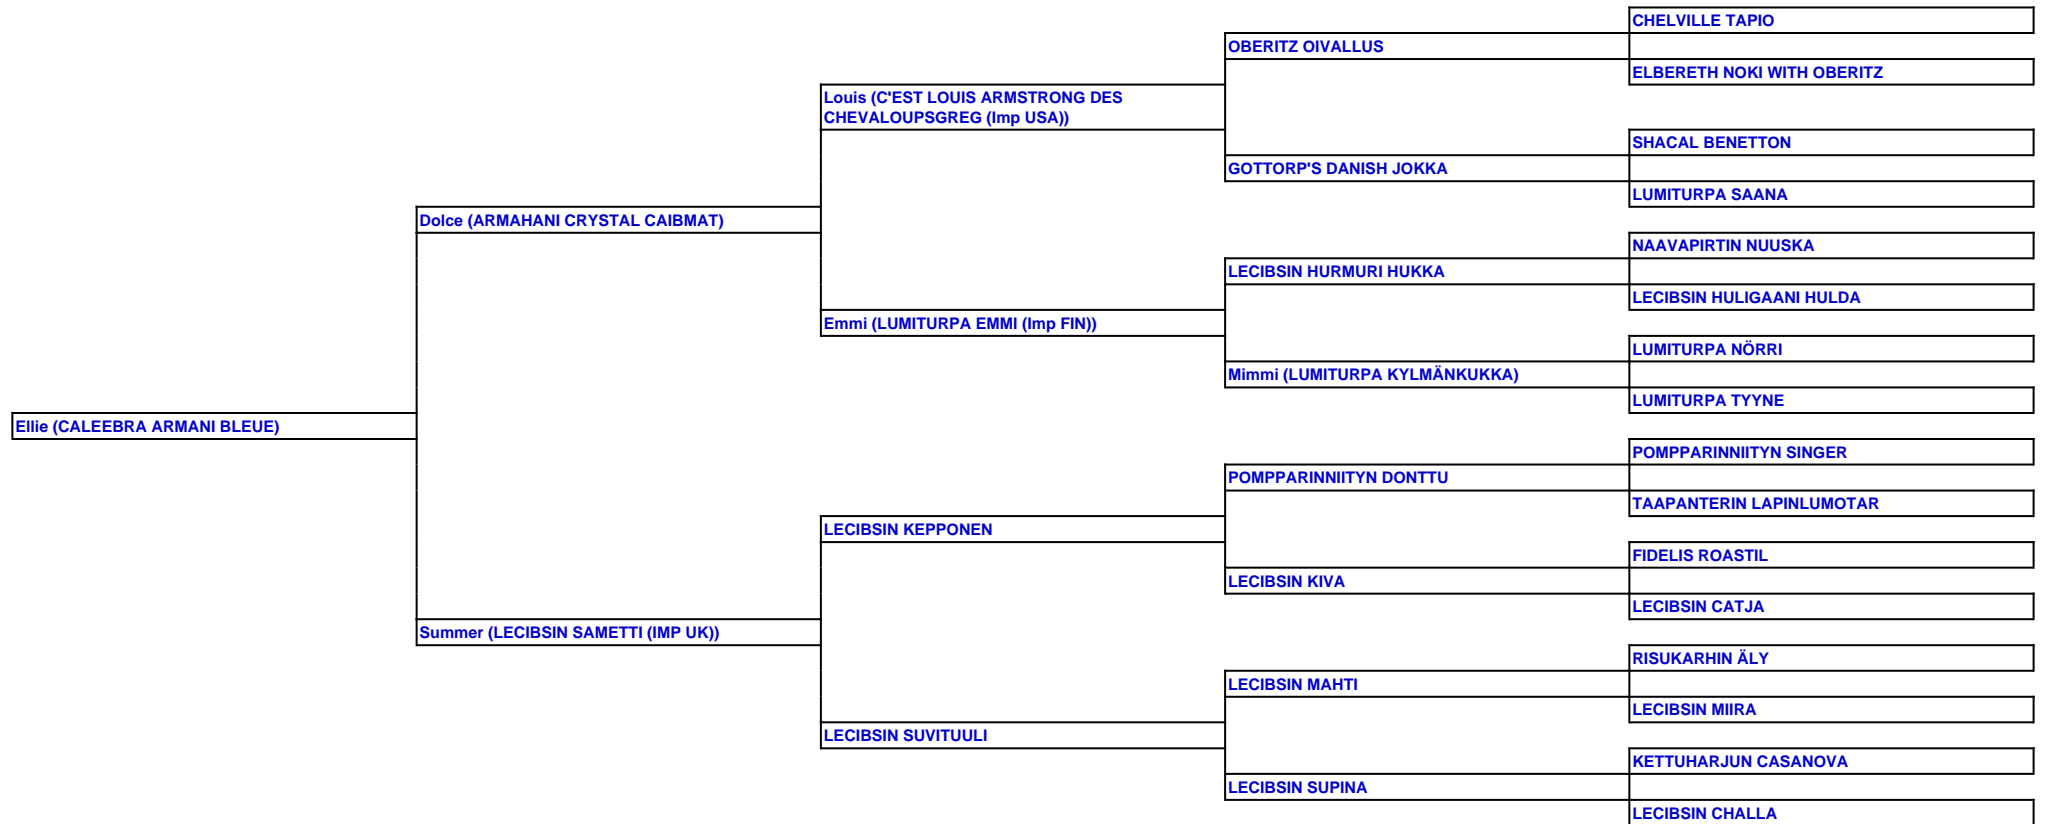 CHELVILLE TAPIO
OBERITZ OIVALLUS
ELBERETH NOKI WITH OBERITZ
Louis (C'EST LOUIS ARMSTRONG DES
CHEVALOUPSGREG (Imp USA))
SHACAL BENETTON
GOTTORP'S DANISH JOKKA
LUMITURPA SAANA
Dolce (ARMAHANI CRYSTAL CAIBMAT)
NAAVAPIRTIN NUUSKA
LECIBSIN HURMURI HUKKA
LECIBSIN HULIGAANI HULDA
Emmi (LUMITURPA EMMI (Imp FIN))
LUMITURPA NÖRRI
Mimmi (LUMITURPA KYLMÄNKUKKA)
LUMITURPA TYYNE
Ellie (CALEEBRA ARMANI BLEUE)
POMPPARINNIITYN SINGER
POMPPARINNIITYN DONTTU
TAAPANTERIN LAPINLUMOTAR
LECIBSIN KEPPONEN
FIDELIS ROASTIL
LECIBSIN KIVA
LECIBSIN CATJA
Summer (LECIBSIN SAMETTI (IMP UK))
RISUKARHIN ÄLY
LECIBSIN MAHTI
LECIBSIN MIIRA
LECIBSIN SUVITUULI
KETTUHARJUN CASANOVA
LECIBSIN SUPINA
LECIBSIN CHALLA